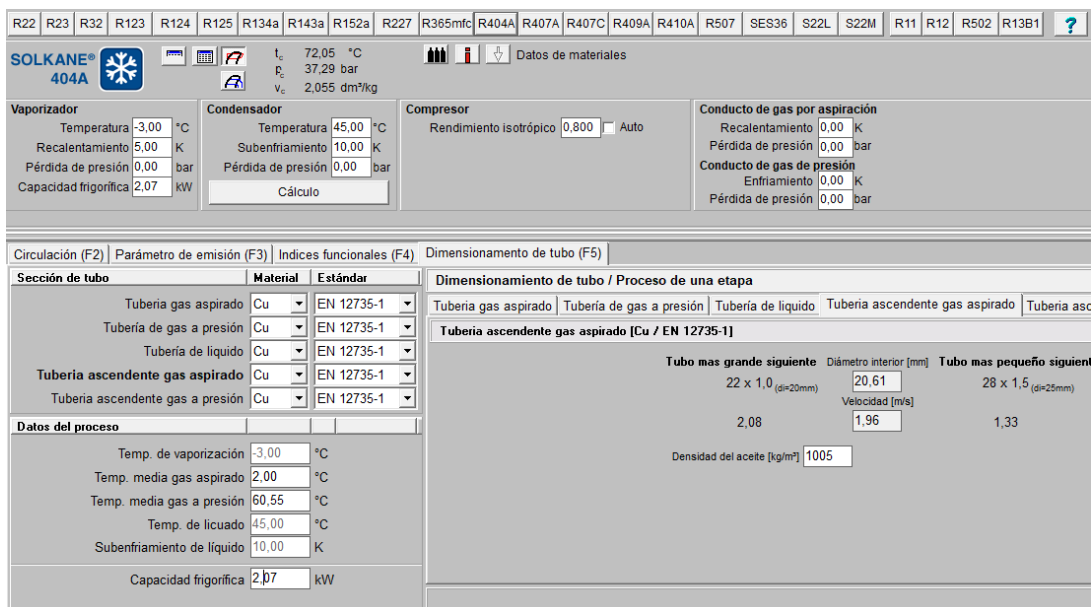 R22 R23 R32 R123 R124 R125 R134a R143a R152a R227 R365mfc R404A R407A R407C R409A R410A R507 SES36 S22L S22M R11 R12 R502 R13B1 ?
SOLKANE®
404A
tc 72,05 °C
pc 37,29 bar
vc 2,055 dm³/kg
Datos de materiales
Vaporizador
Temperatura -3,00 °C
Recalentamiento 5,00 K
Pérdida de presión 0,00 bar
Capacidad frigorífica 2,07 kW
Condensador
Temperatura 45,00 °C
Subenfriamiento 10,00 K
Pérdida de presión 0,00 bar
Cálculo
Compresor
Rendimiento isotrópico 0,800 Auto
Conducto de gas por aspiración
Recalentamiento 0,00 K
Pérdida de presión 0,00 bar
Conducto de gas de presión
Enfriamiento 0,00 K
Pérdida de presión 0,00 bar
Circulación (F2) Parámetro de emisión (F3) Indices funcionales (F4) Dimensionamento de tubo (F5)
Sección de tubo Material Estándar
Tuberia gas aspirado Cu EN 12735-1
Tubería de gas a presión Cu EN 12735-1
Tubería de liquido Cu EN 12735-1
Tuberia ascendente gas aspirado Cu EN 12735-1
Tuberia ascendente gas a presión Cu EN 12735-1
Datos del proceso
Temp. de vaporización -3,00 °C
Temp. media gas aspirado 2,00 °C
Temp. media gas a presión 60,55 °C
Temp. de licuado 45,00 °C
Subenfriamiento de líquido 10,00 K
Capacidad frigorífica 2,07 kW
Dimensionamiento de tubo / Proceso de una etapa
Tuberia gas aspirado Tubería de gas a presión Tubería de liquido Tuberia ascendente gas aspirado Tuberia asc
Tuberia ascendente gas aspirado [Cu / EN 12735-1]
Tubo mas grande siguiente Diámetro interior [mm] Tubo mas pequeño siguient
22 x 1,0 (di=20mm) 20,61 28 x 1,5 (di=25mm)
Velocidad [m/s]
2,08 1,96 1,33
Densidad del aceite [kg/m³] 1005